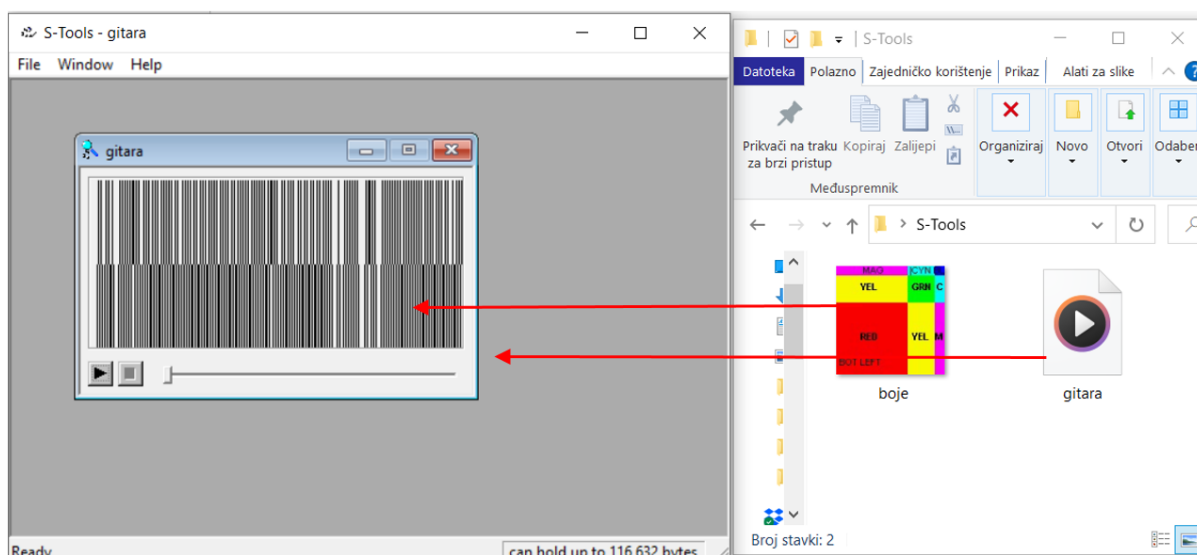 S-Tools - gitara
File Window Help
gitara
Ready
can hold up to 116,632 bytes
S-Tools
Datoteka Polazno Zajedničko korištenje Prikaz Alati za slike
Prikvači na traku
za brzi pristup
Kopiraj Zalijepi
Organiziraj Novo Otvori Odaber
Međuspremnik
S-Tools
MAG CYN
YEL GRN C
RED YEL M
BOT LEFT
boje gitara
Broj stavki: 2